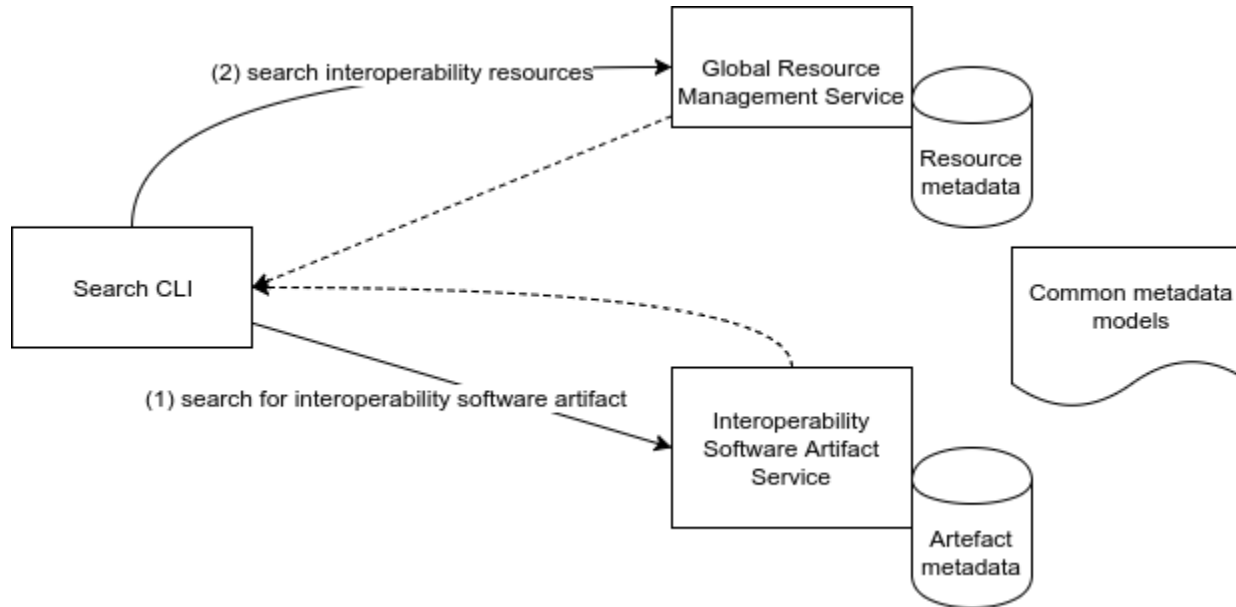 (2) search interoperability resources
Global Resource
Management Service
Resource
metadata
Search CLI
Common metadata
models
(1) search for interoperability software artifact
Interoperability
Software Artifact
Service
Artefact
metadata